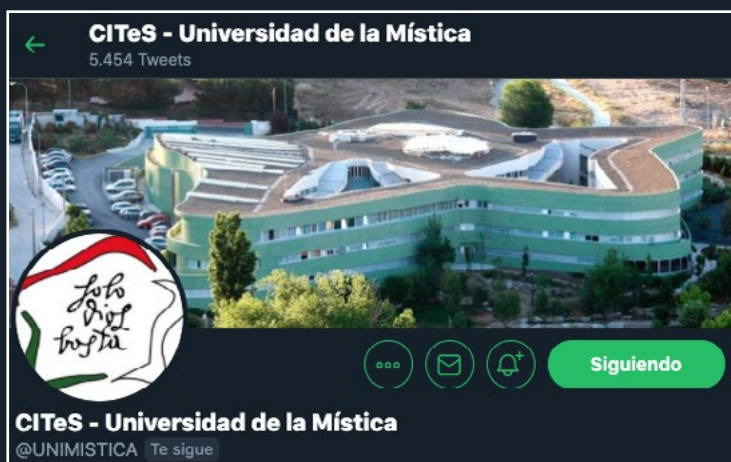 CITeS - Universidad de la Mística
5.454 Tweets
Solo
Dios
basta
Siguiendo
CITeS - Universidad de la Mística
@UNIMISTICA Te sigue